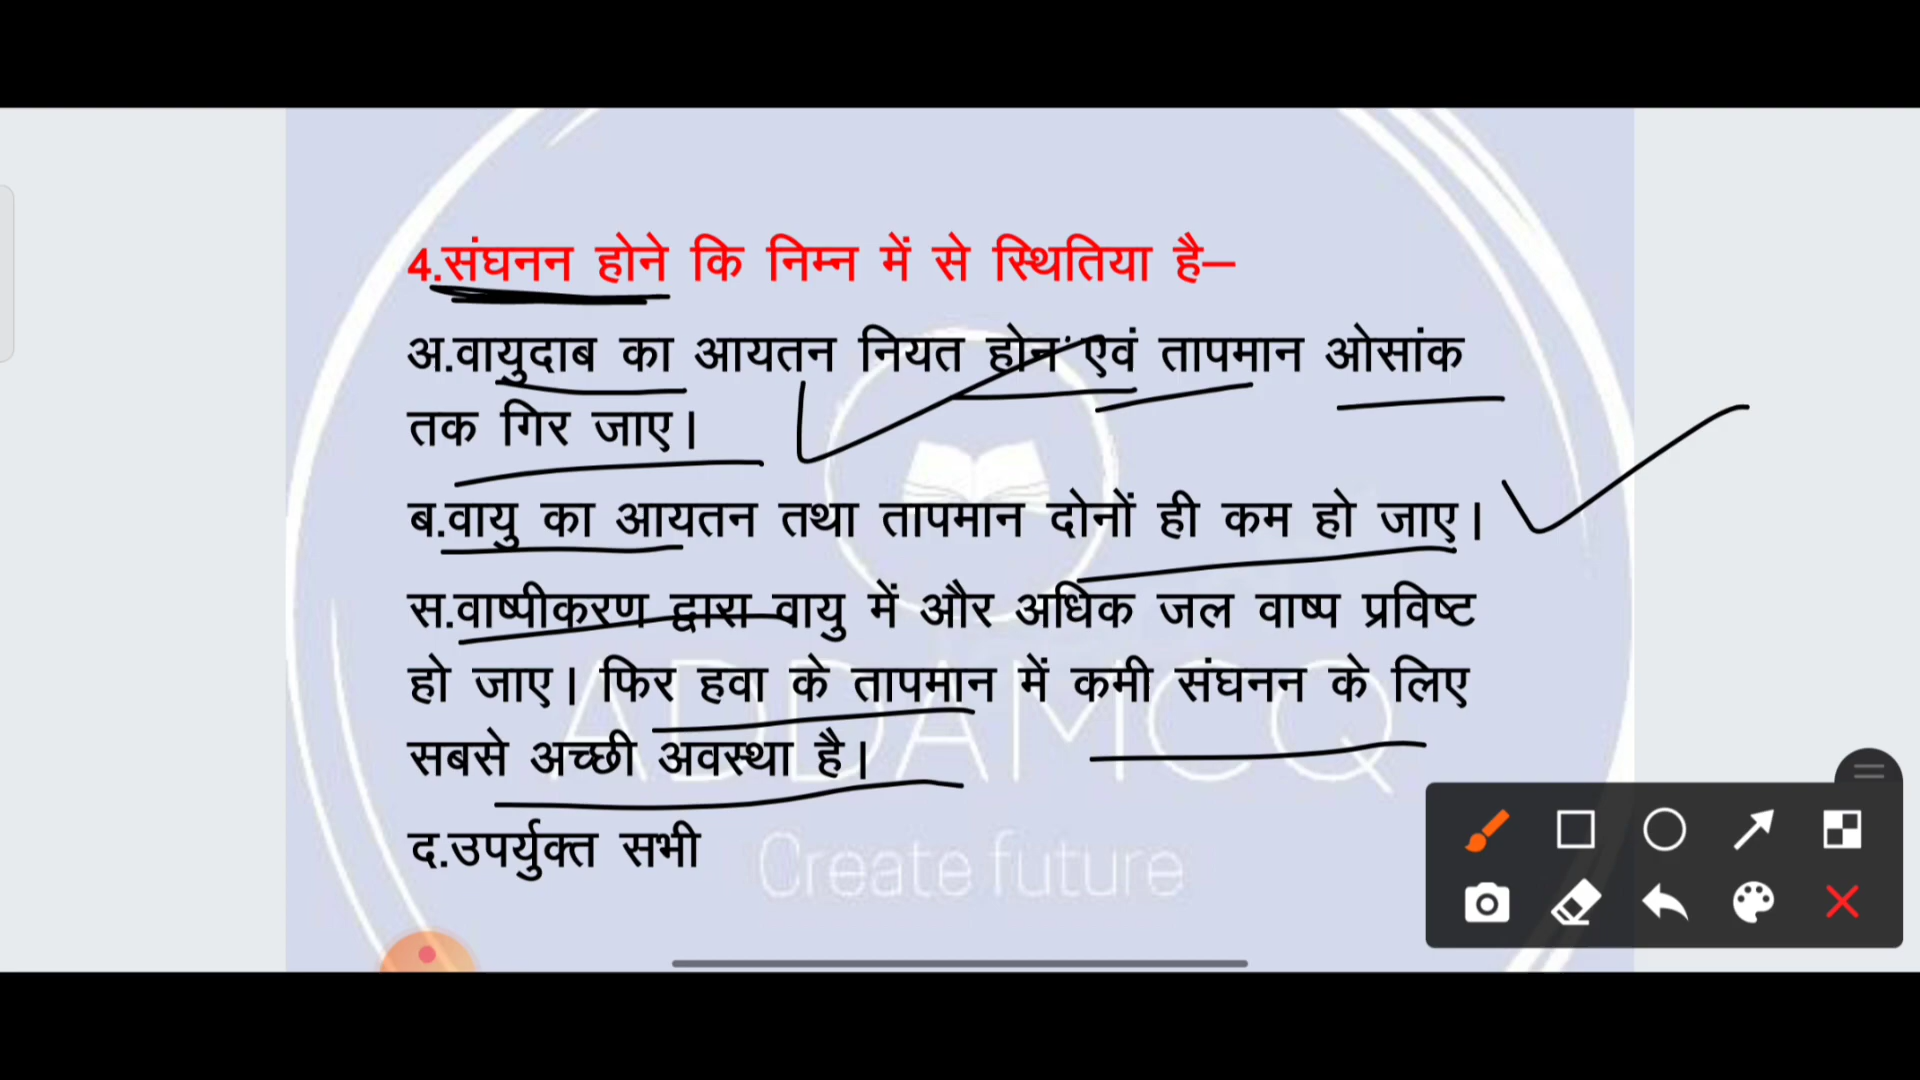 4.संघनन होने कि निम्न में से स्थितिया है–
अ.वायुदाब का आयतन नियत होने एवं तापमान ओसांक
तक गिर जाए।
ब.वायु का आयतन तथा तापमान दोनों ही कम हो जाए।
स.वाष्पीकरण द्वारा वायु में और अधिक जल वाष्प प्रविष्ट
हो जाए। फिर हवा के तापमान में कमी संघनन के लिए
सबसे अच्छी अवस्था है।
ADDAMCQ
द.उपर्युक्त सभी
Create future